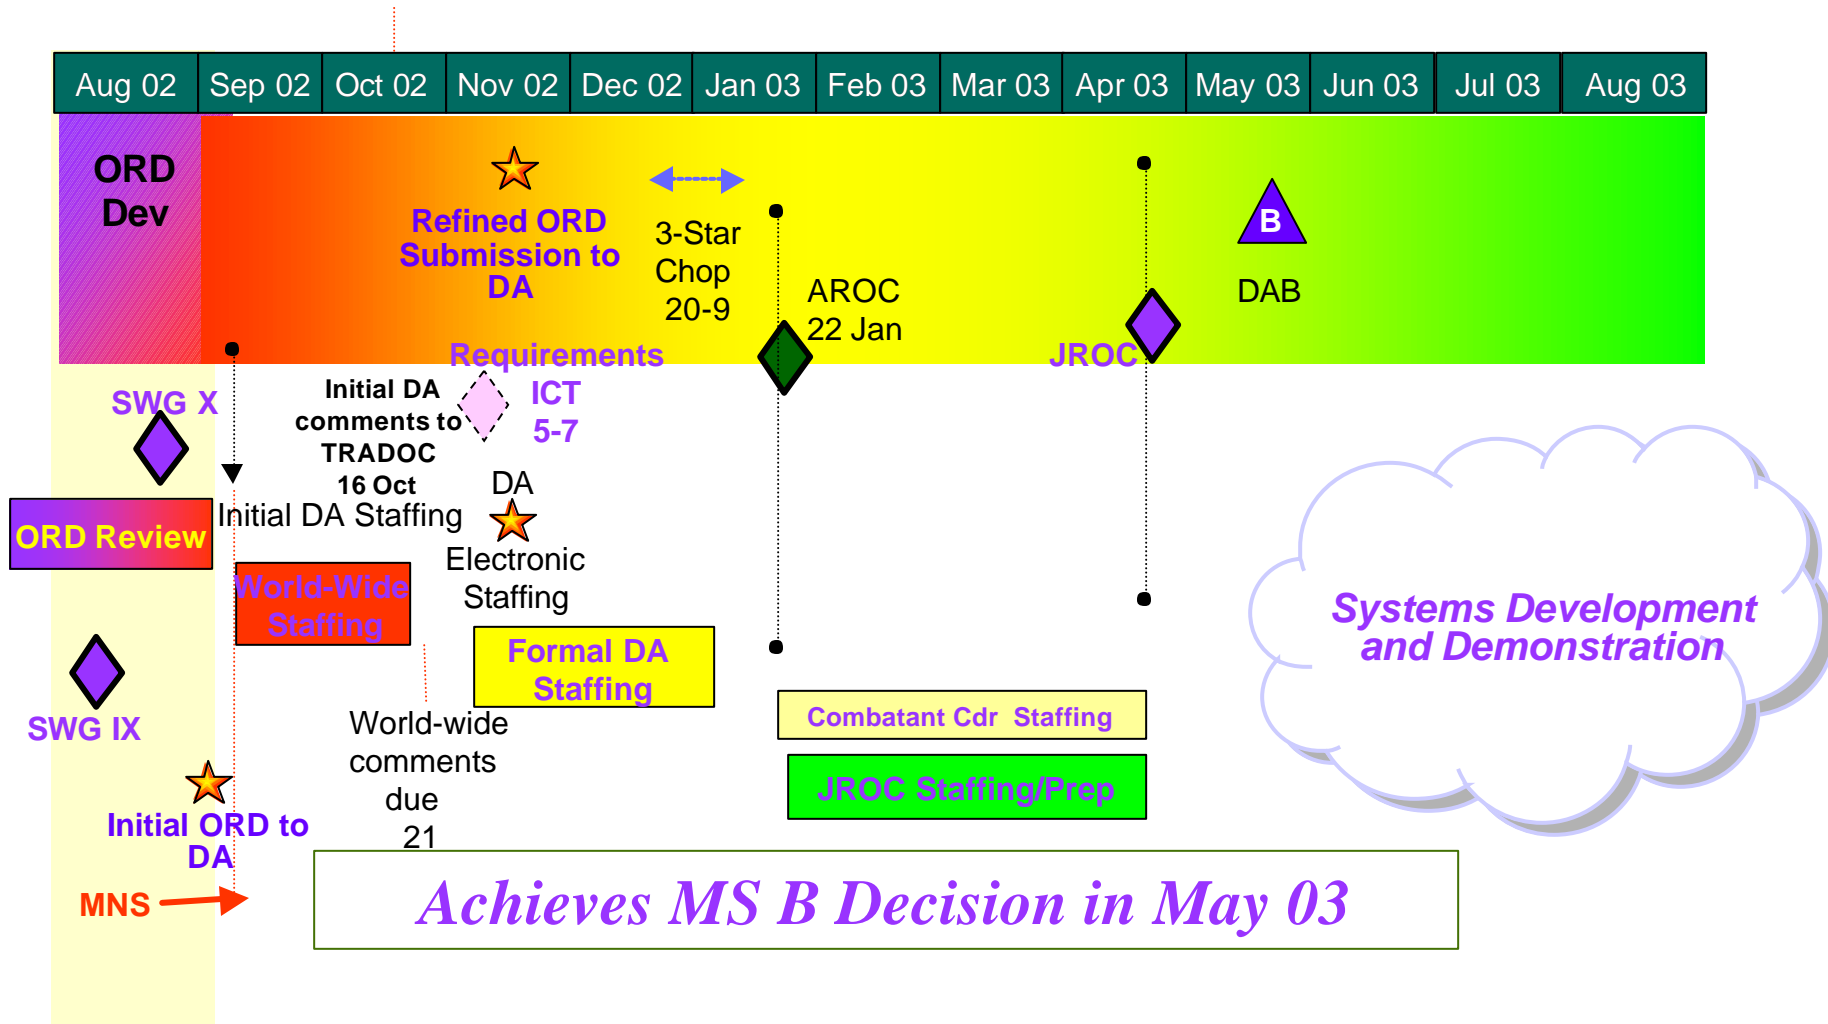 Aug 02 Sep 02 Oct 02 Nov 02 Dec 02 Jan 03 Feb 03 Mar 03 Apr 03 May 03 Jun 03 Jul 03 Aug 03
ORD
Dev
Refined ORD
Submission to
DA
3-Star
Chop
20-9
AROC
22 Jan
JROC
B
DAB
Requirements
ICT
5-7
Initial DA
comments to
TRADOC
16 Oct
SWG X
Initial DA Staffing
DA
Electronic
Staffing
ORD Review
World-Wide
Staffing
Formal DA
Staffing
SWG IX
World-wide
comments
due
21
Combatant Cdr Staffing
JROC Staffing/Prep
Systems Development
and Demonstration
Initial ORD to
DA
MNS
Achieves MS B Decision in May 03